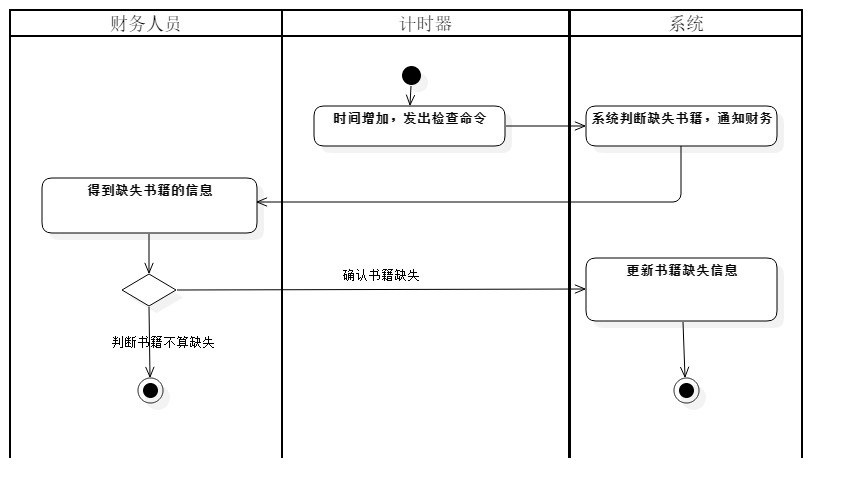 财务人员
计时器
系统
时间增加，发出检查命令
系统判断缺失书籍，通知财务
得到缺失书籍的信息
确认书籍缺失
更新书籍缺失信息
判断书籍不算缺失